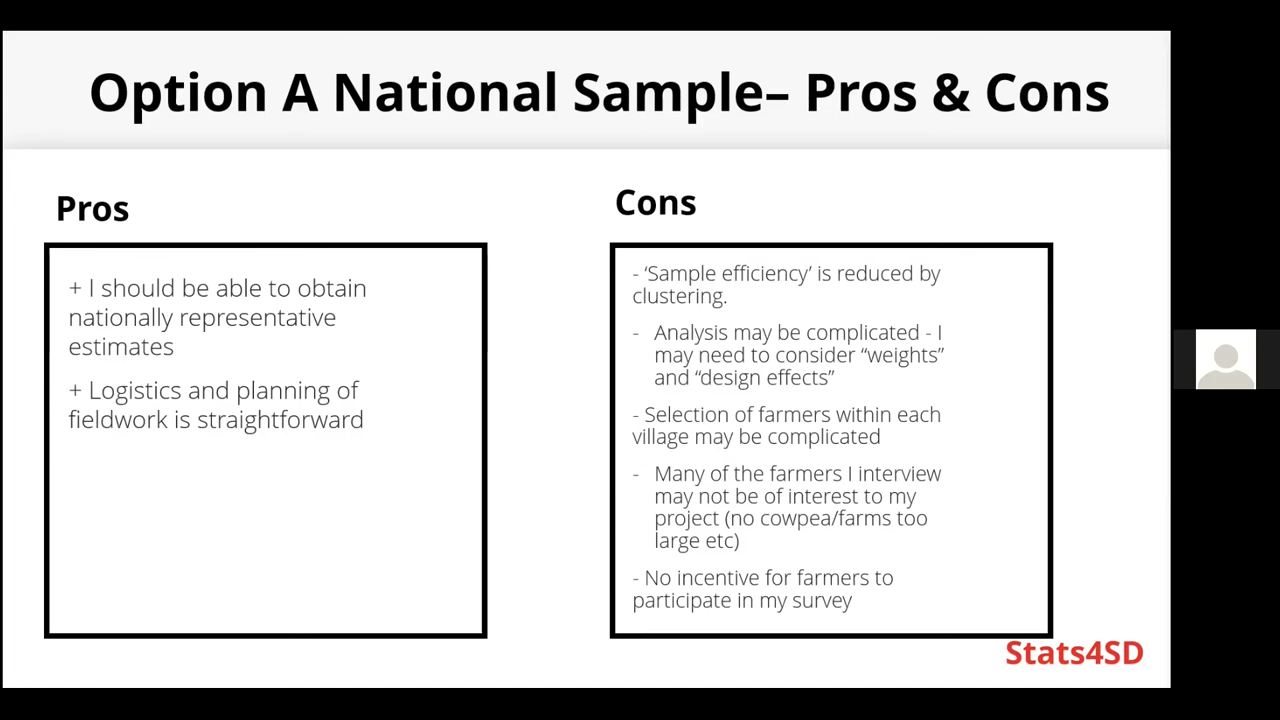 Option A National Sample– Pros & Cons
Pros
+ I should be able to obtain
nationally representative
estimates
+ Logistics and planning of
fieldwork is straightforward
Cons
- ‘Sample efficiency’ is reduced by
clustering.
- Analysis may be complicated - I
may need to consider “weights”
and “design effects”
- Selection of farmers within each
village may be complicated
- Many of the farmers I interview
may not be of interest to my
project (no cowpea/farms too
large etc)
- No incentive for farmers to
participate in my survey
Stats4SD